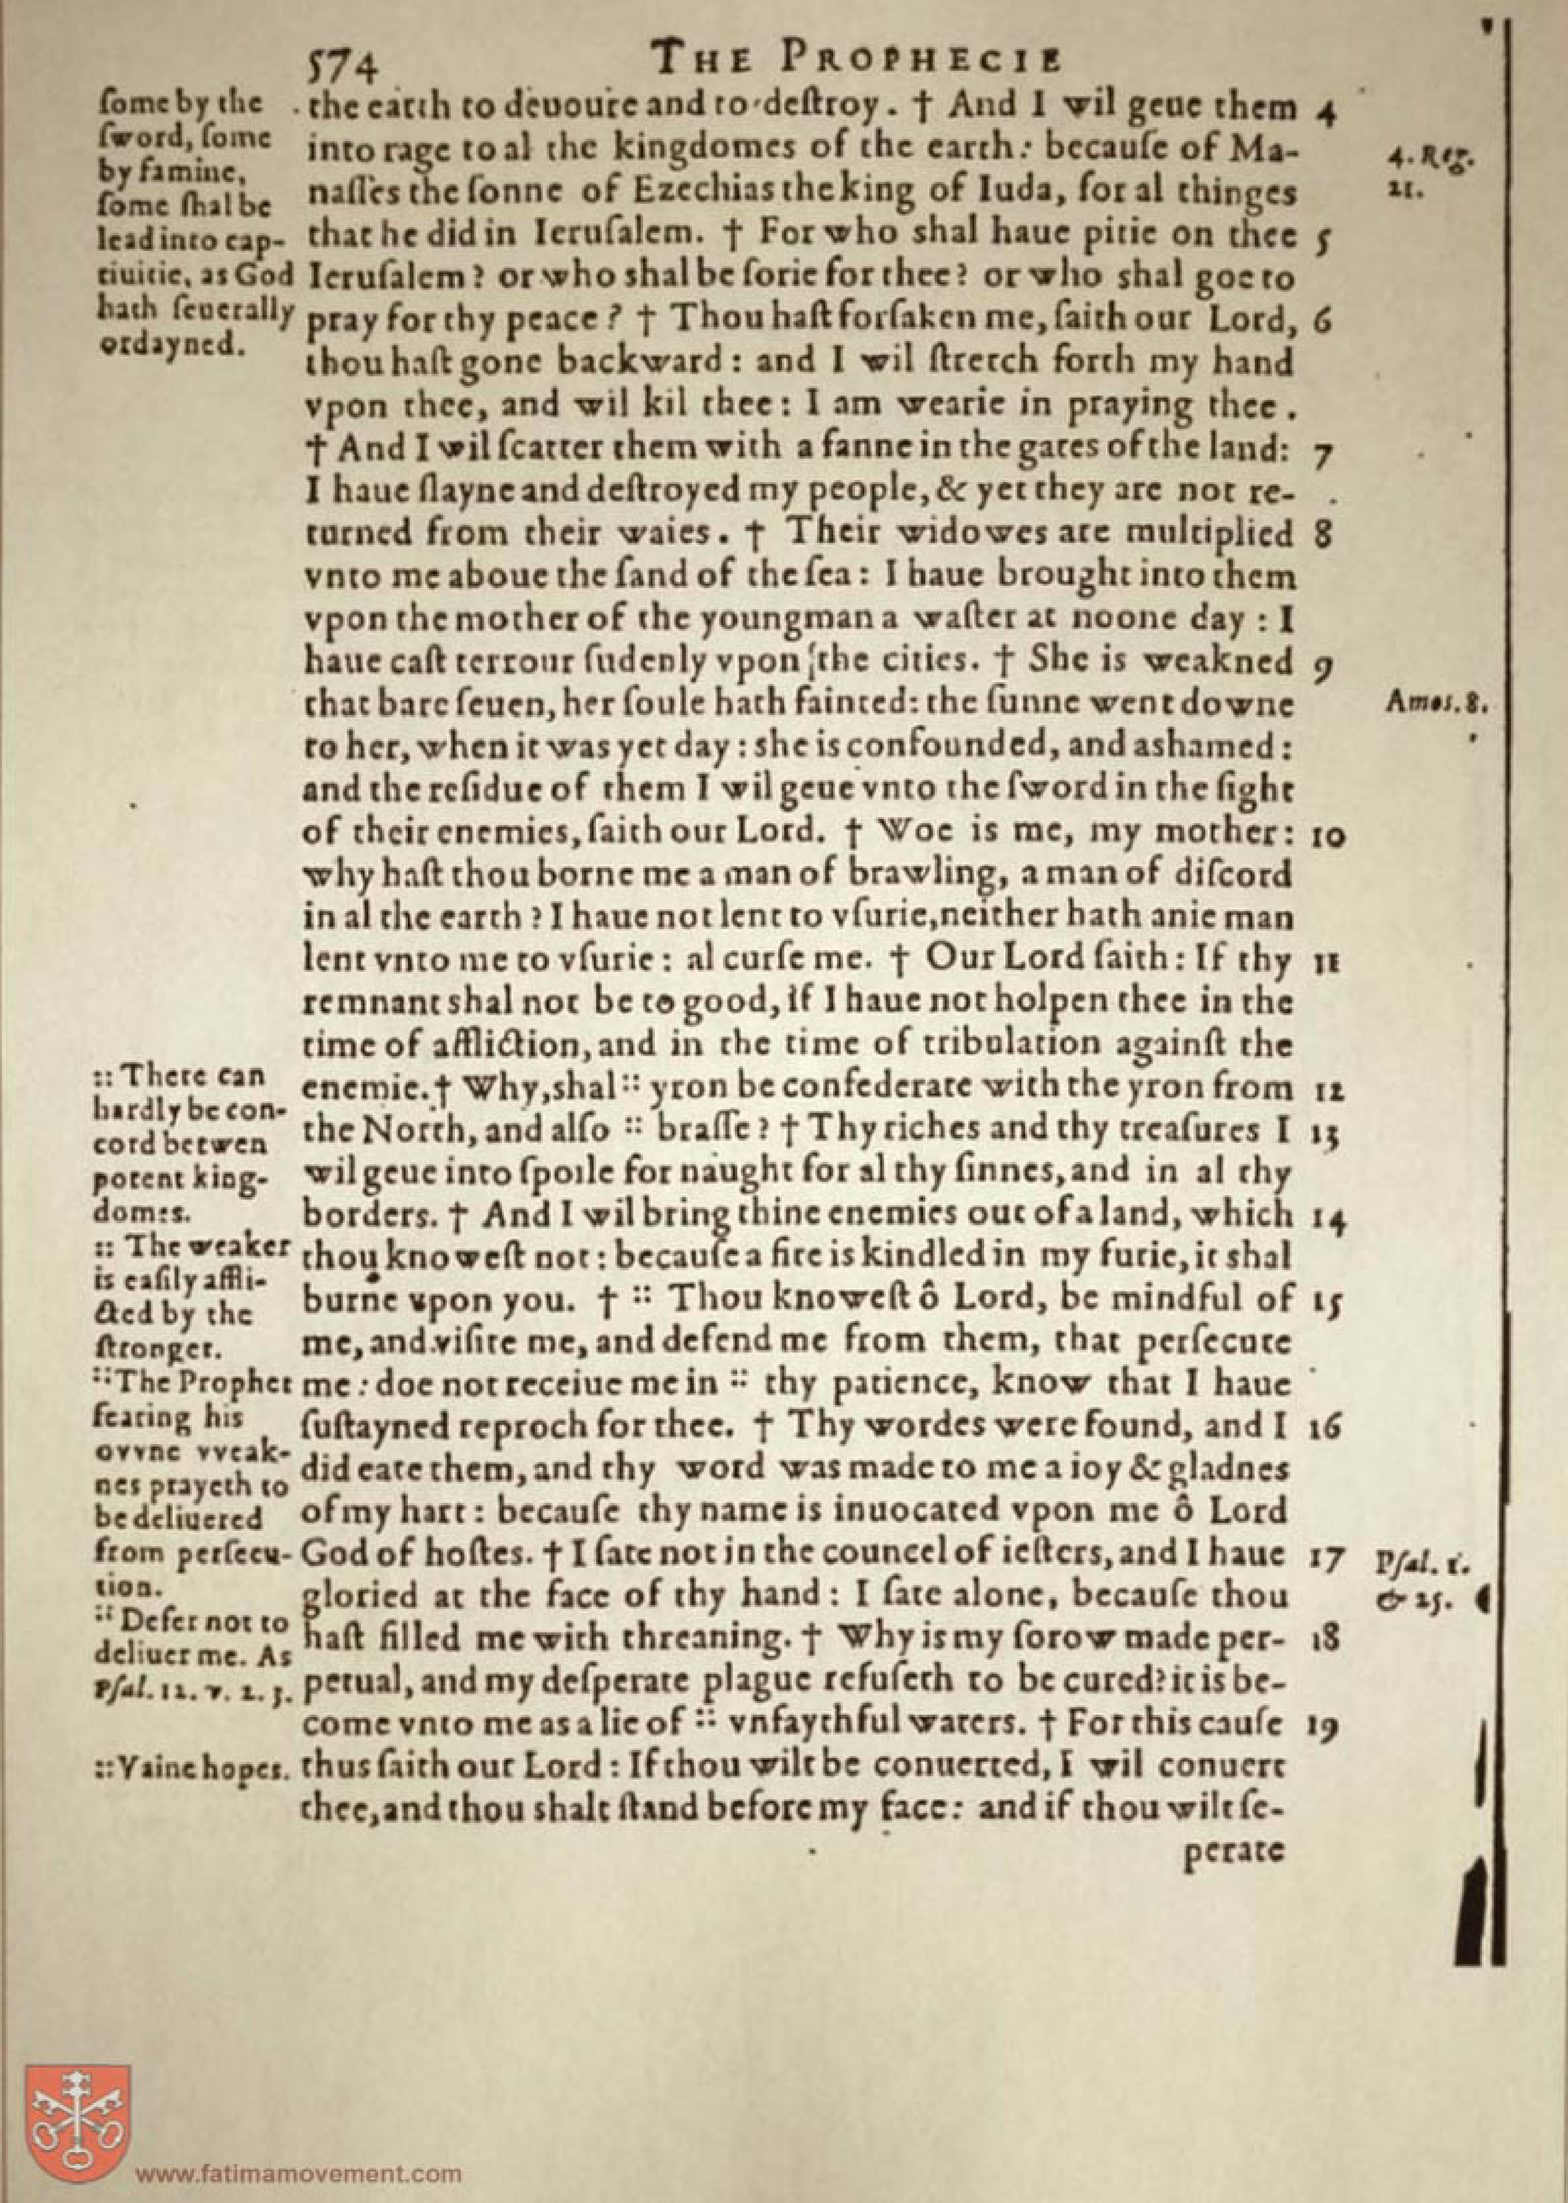 574
THE PROPHECIE
ſome by the
ſword, ſome
by famine,
ſome ſhal be
lead into cap-
tiuitie, as God
hath ſeuerally
ordayned.
the earth to deuoure and to deſtroy. † And I wil geue them 4
into rage to al the kingdomes of the earth: becauſe of Ma-
naſſes the ſonne of Ezechias the king of Iuda, for al thinges
that he did in Ieruſalem. † For who shal haue pitie on thee 5
Ieruſalem? or who shal be ſorie for thee? or who shal goe to
pray for thy peace? † Thou haſt forſaken me, ſaith our Lord, 6
thou haſt gone backward: and I wil ſtretch forth my hand
vpon thee, and wil kil thee: I am wearie in praying thee.
† And I wil ſcatter them with a fanne in the gates of the land: 7
I haue ſlayne and deſtroyed my people, & yet they are not re-
turned from their waies. † Their widowes are multiplied 8
vnto me aboue the ſand of the ſea: I haue brought into them
vpon the mother of the youngman a waſter at noone day: I
haue caſt terrour ſudenly vpon the cities. † She is weakned 9
that bare ſeuen, her ſoule hath fainted: the ſunne went downe
to her, when it was yet day: she is confounded, and ashamed:
and the reſidue of them I wil geue vnto the ſword in the ſight
of their enemies, ſaith our Lord. † Woe is me, my mother: 10
why haſt thou borne me a man of brawling, a man of diſcord
in al the earth? I haue not lent to vſurie, neither hath anie man
lent vnto me to vſurie: al curſe me. † Our Lord ſaith: If thy 11
remnant shal not be to good, if I haue not holpen thee in the
time of affliction, and in the time of tribulation againſt the
enemie. † Why, shal :: yron be confederate with the yron from 12
the North, and alſo :: braſſe? † Thy riches and thy treaſures I 13
wil geue into ſpoile for naught for al thy ſinnes, and in al thy
borders. † And I wil bring thine enemies out of a land, which 14
thou knoweſt not: becauſe a fire is kindled in my furie, it shal
burne vpon you. † :: Thou knoweſt ô Lord, be mindful of 15
me, and viſite me, and defend me from them, that perſecute
me: doe not receiue me in :: thy patience, know that I haue
ſuſtayned reproch for thee. † Thy wordes were found, and I 16
did eate them, and thy word was made to me a ioy & gladnes
of my hart: becauſe thy name is inuocated vpon me ô Lord
God of hoſtes. † I ſate not in the councel of ieſters, and I haue 17
gloried at the face of thy hand: I ſate alone, becauſe thou
haſt filled me with threaning. † Why is my ſorow made per- 18
petual, and my deſperate plague refuſeth to be cured? it is be-
come vnto me as a lie of :: vnfaythful waters. † For this cauſe 19
thus ſaith our Lord: If thou wilt be conuerted, I wil conuert
thee, and thou shalt ſtand before my face: and if thou wilt ſe-
perate
:: There can
hardly be con-
cord betwen
potent king-
domes.
:: The weaker
is eaſily affli-
cted by the
ſtronger.
:: The Prophet
fearing his
ovvne vveak-
nes prayeth to
be deliuered
from perſecu-
tion.
:: Defer not to
deliuer me. As
Pſal. 12. v. 2. 3.
:: Vaine hopes.
4. Reg.
21.
Amos. 8.
Pſal. 1.
& 25.
www.fatimamovement.com